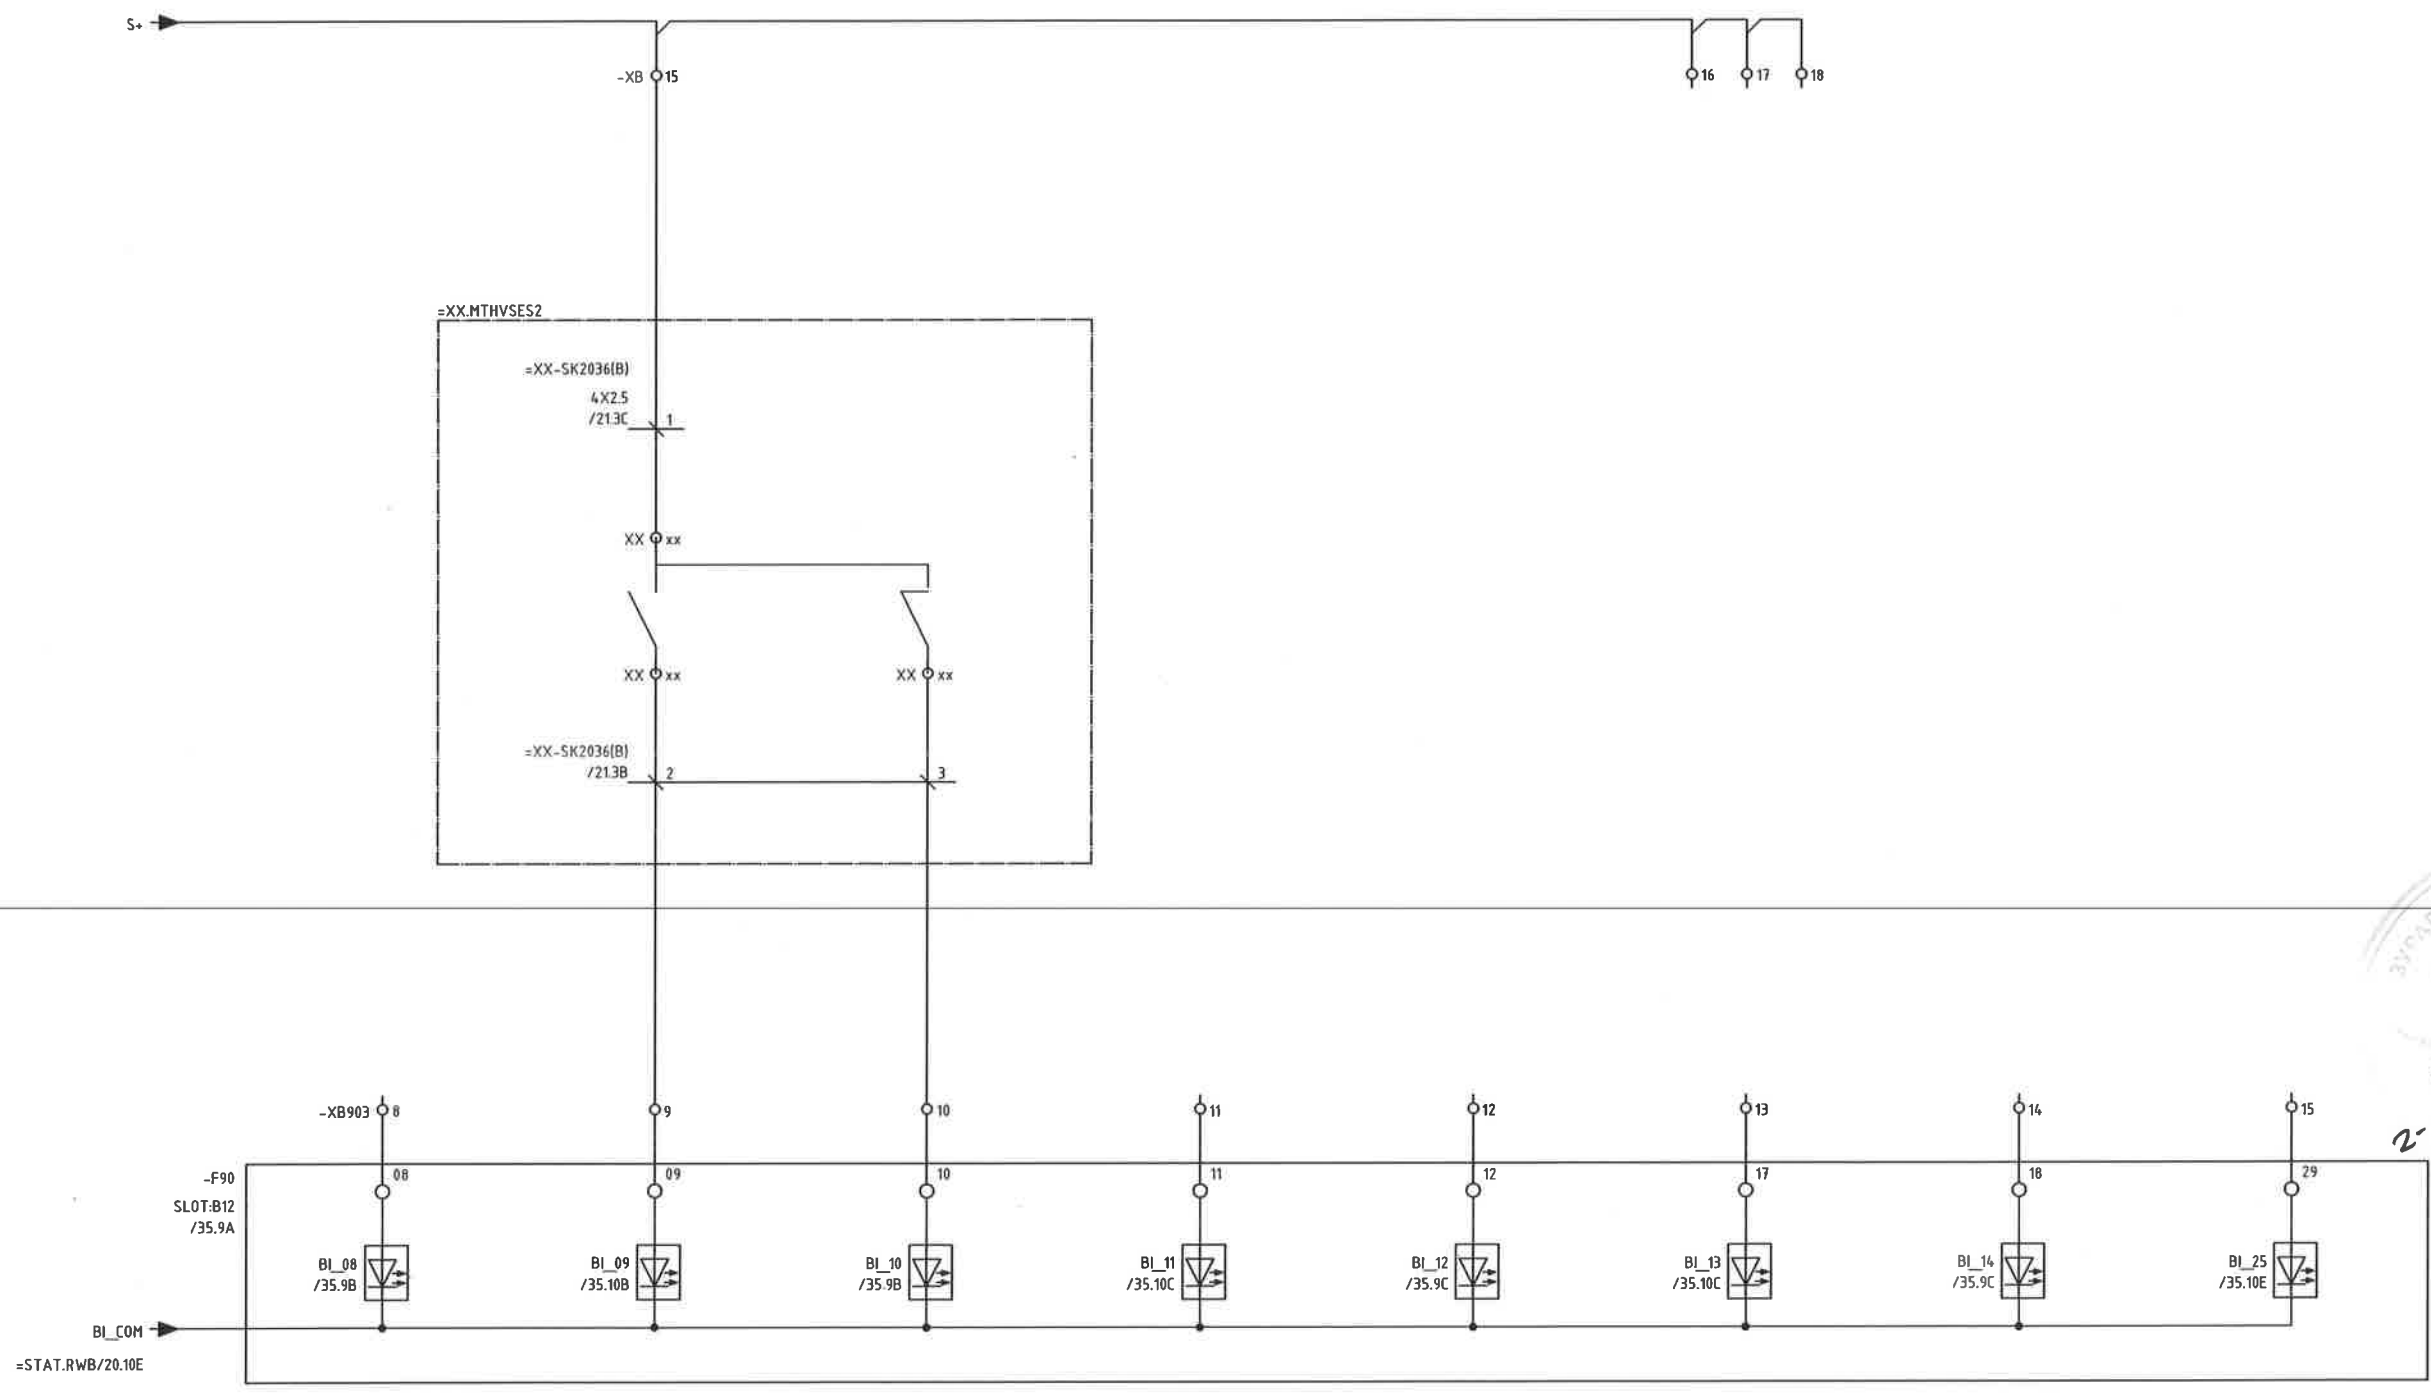 S+
-XB 15
16 17 18
=XX.MTHVSES2
=XX-SK2036(B)
4X2.5
/21.3C 1
XX xx
XX xx XX xx
=XX-SK2036(B)
/21.3B 2 3
-XB903 8 9 10 11 12 13 14 15
2-
-F90 08 09 10 11 12 17 18 29
SLOT:B12
/35.9A
BI_08 BI_09 BI_10 BI_11 BI_12 BI_13 BI_14 BI_25
/35.9B /35.10B /35.9B /35.10C /35.9C /35.10C /35.9C /35.10E
BI_COM
=STAT.RWB/20.10E